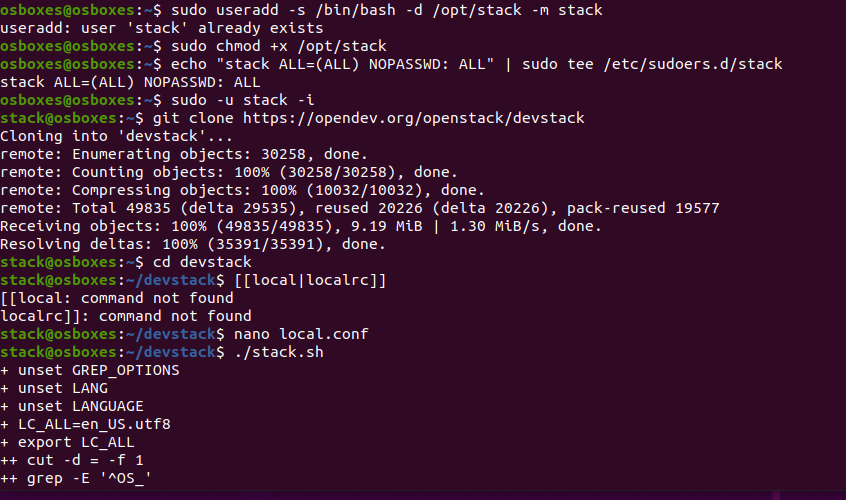 osboxes@osboxes:~$ sudo useradd -s /bin/bash -d /opt/stack -m stack
useradd: user 'stack' already exists
osboxes@osboxes:~$ sudo chmod +x /opt/stack
osboxes@osboxes:~$ echo "stack ALL=(ALL) NOPASSWD: ALL" | sudo tee /etc/sudoers.d/stack
stack ALL=(ALL) NOPASSWD: ALL
osboxes@osboxes:~$ sudo -u stack -i
stack@osboxes:~$ git clone https://opendev.org/openstack/devstack
Cloning into 'devstack'...
remote: Enumerating objects: 30258, done.
remote: Counting objects: 100% (30258/30258), done.
remote: Compressing objects: 100% (10032/10032), done.
remote: Total 49835 (delta 29535), reused 20226 (delta 20226), pack-reused 19577
Receiving objects: 100% (49835/49835), 9.19 MiB | 1.30 MiB/s, done.
Resolving deltas: 100% (35391/35391), done.
stack@osboxes:~$ cd devstack
stack@osboxes:~/devstack$ [[local|localrc]]
[[local: command not found
localrc]]: command not found
stack@osboxes:~/devstack$ nano local.conf
stack@osboxes:~/devstack$ ./stack.sh
+ unset GREP_OPTIONS
+ unset LANG
+ unset LANGUAGE
+ LC_ALL=en_US.utf8
+ export LC_ALL
++ cut -d = -f 1
++ grep -E '^OS_'